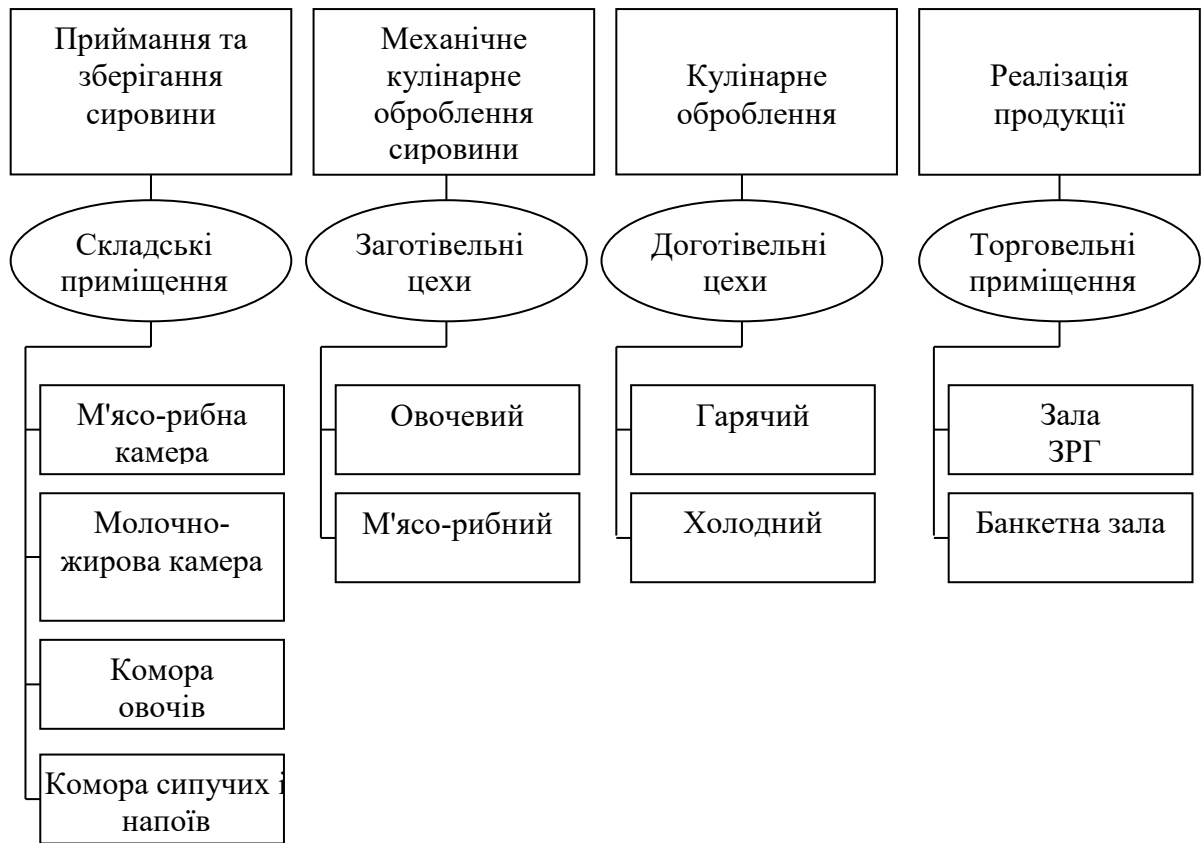 Приймання та
зберігання
сировини
Механічне
кулінарне
оброблення
сировини
Кулінарне
оброблення
Реалізація
продукції
Складські
приміщення
Заготівельні
цехи
Доготівельні
цехи
Торговельні
приміщення
М'ясо-рибна
камера
Молочно-
жирова камера
Комора
овочів
Комора сипучих і
напоїв
Овочевий
М'ясо-рибний
Гарячий
Холодний
Зала
ЗРГ
Банкетна зала